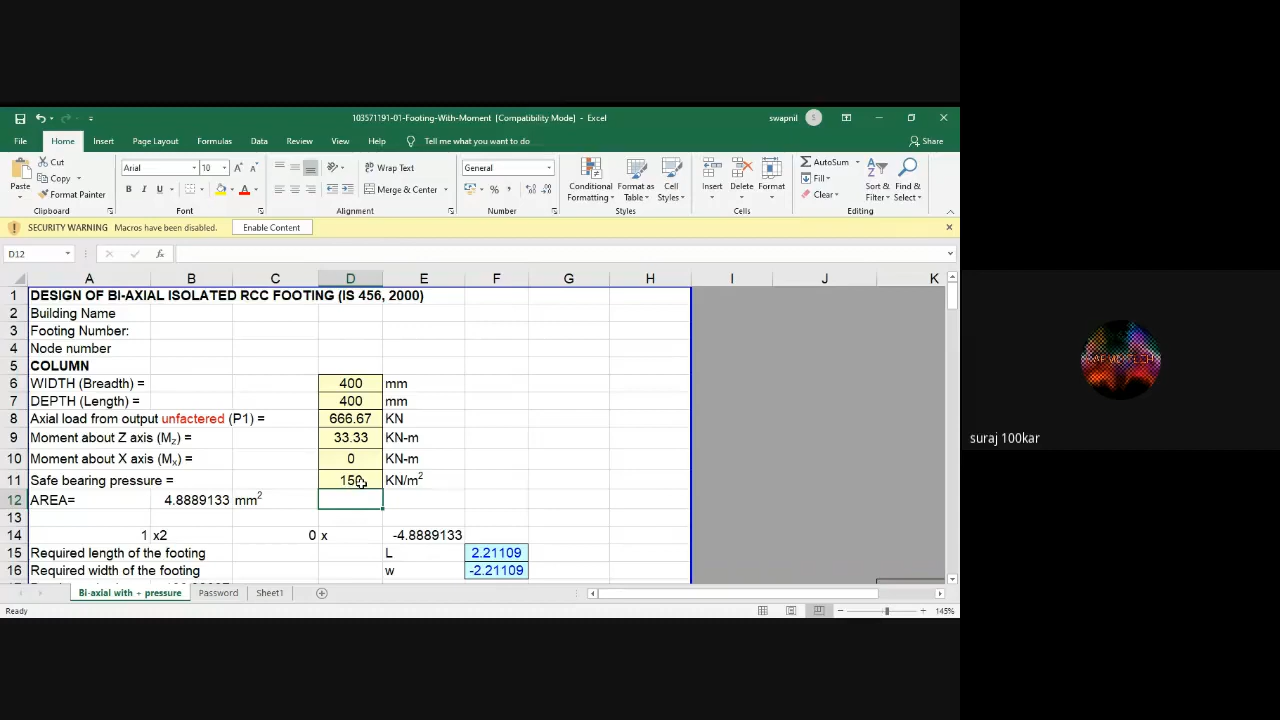 103571191-01-Footing-With-Moment [Compatibility Mode] - Excel
swapnil S
File Home Insert Page Layout Formulas Data Review View Help Tell me what you want to do Share
Paste Cut Copy Format Painter Clipboard
Arial 10 Font
Wrap Text Merge & Center Alignment
General Number
Conditional Formatting Format as Table Cell Styles Styles
Insert Delete Format Cells
AutoSum Fill Clear Sort & Filter Find & Select Editing
SECURITY WARNING Macros have been disabled. Enable Content
D12 fx
A B C D E F G H I J K
1 DESIGN OF BI-AXIAL ISOLATED RCC FOOTING (IS 456, 2000)
2 Building Name
3 Footing Number:
4 Node number
5 COLUMN
6 WIDTH (Breadth) = 400 mm
7 DEPTH (Length) = 400 mm
8 Axial load from output unfactered (P1) = 666.67 KN
9 Moment about Z axis (Mz) = 33.33 KN-m
10 Moment about X axis (Mx) = 0 KN-m
11 Safe bearing pressure = 150 KN/m2
12 AREA= 4.8889133 mm2
13
14 1 x2 0 x -4.8889133
15 Required length of the footing L 2.21109
16 Required width of the footing w -2.21109
Bi-axial with + pressure Password Sheet1
Ready 145%
suraj 100kar